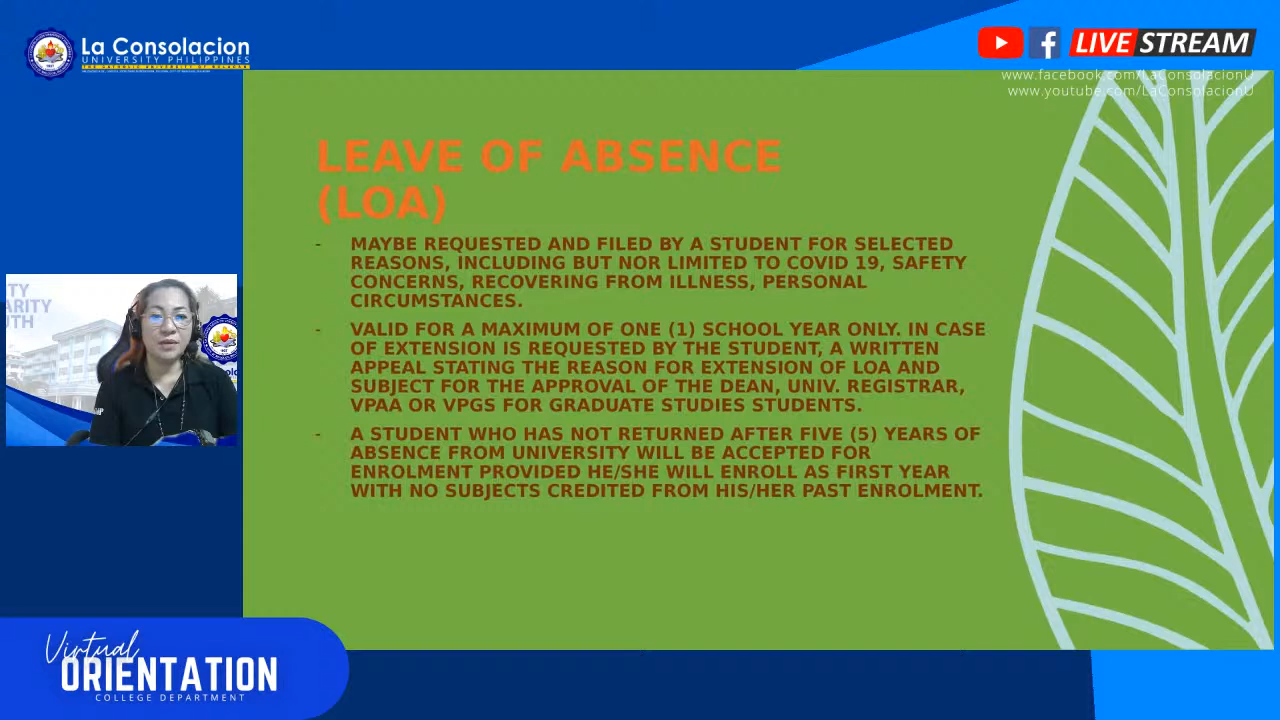 La Consolacion
UNIVERSITY PHILIPPINES
LIVE STREAM
www.facebook.com/LaConsolacionU
www.youtube.com/LaConsolacionU
LEAVE OF ABSENCE
(LOA)
- MAYBE REQUESTED AND FILED BY A STUDENT FOR SELECTED
REASONS, INCLUDING BUT NOR LIMITED TO COVID 19, SAFETY
CONCERNS, RECOVERING FROM ILLNESS, PERSONAL
CIRCUMSTANCES.
- VALID FOR A MAXIMUM OF ONE (1) SCHOOL YEAR ONLY. IN CASE
OF EXTENSION IS REQUESTED BY THE STUDENT, A WRITTEN
APPEAL STATING THE REASON FOR EXTENSION OF LOA AND
SUBJECT FOR THE APPROVAL OF THE DEAN, UNIV. REGISTRAR,
VPAA OR VPGS FOR GRADUATE STUDIES STUDENTS.
- A STUDENT WHO HAS NOT RETURNED AFTER FIVE (5) YEARS OF
ABSENCE FROM UNIVERSITY WILL BE ACCEPTED FOR
ENROLMENT PROVIDED HE/SHE WILL ENROLL AS FIRST YEAR
WITH NO SUBJECTS CREDITED FROM HIS/HER PAST ENROLMENT.
Virtual
ORIENTATION
COLLEGE DEPARTMENT